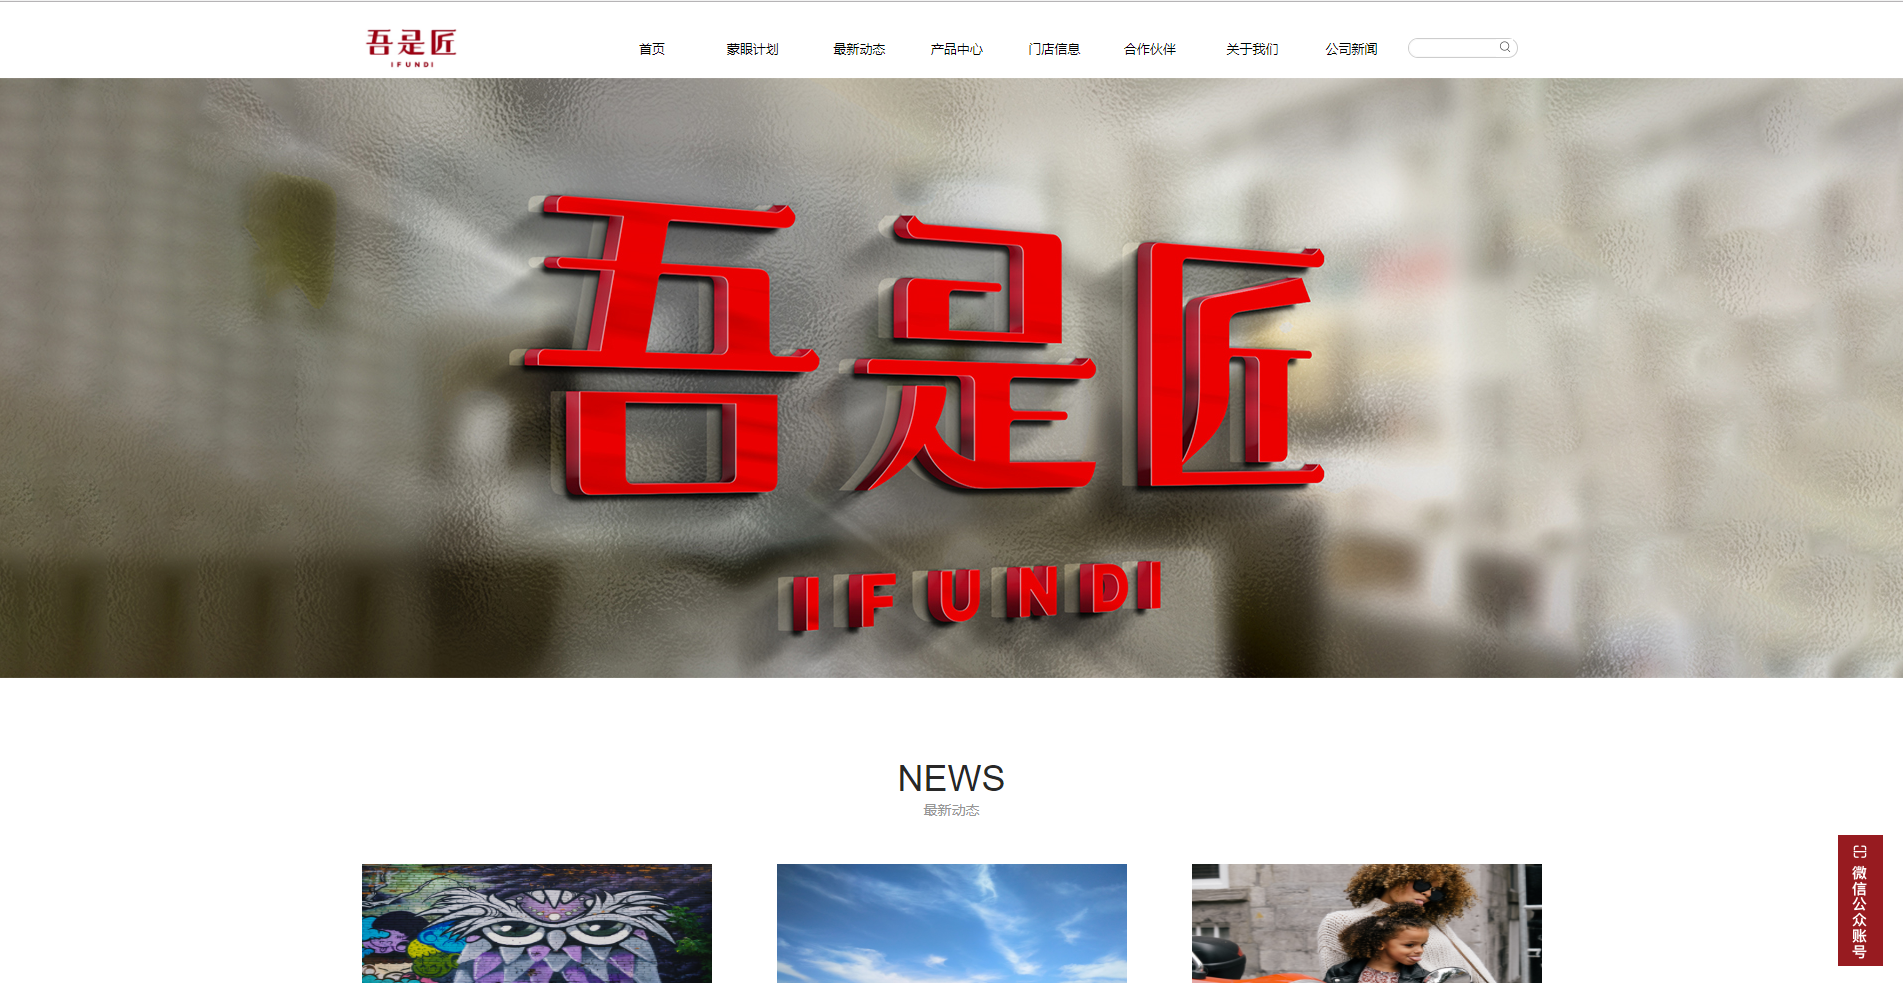 吾是匠
IFUNDI
首页 蒙眼计划 最新动态 产品中心 门店信息 合作伙伴 关于我们 公司新闻
吾是匠
IFUNDI
NEWS
最新动态
微信公众账号